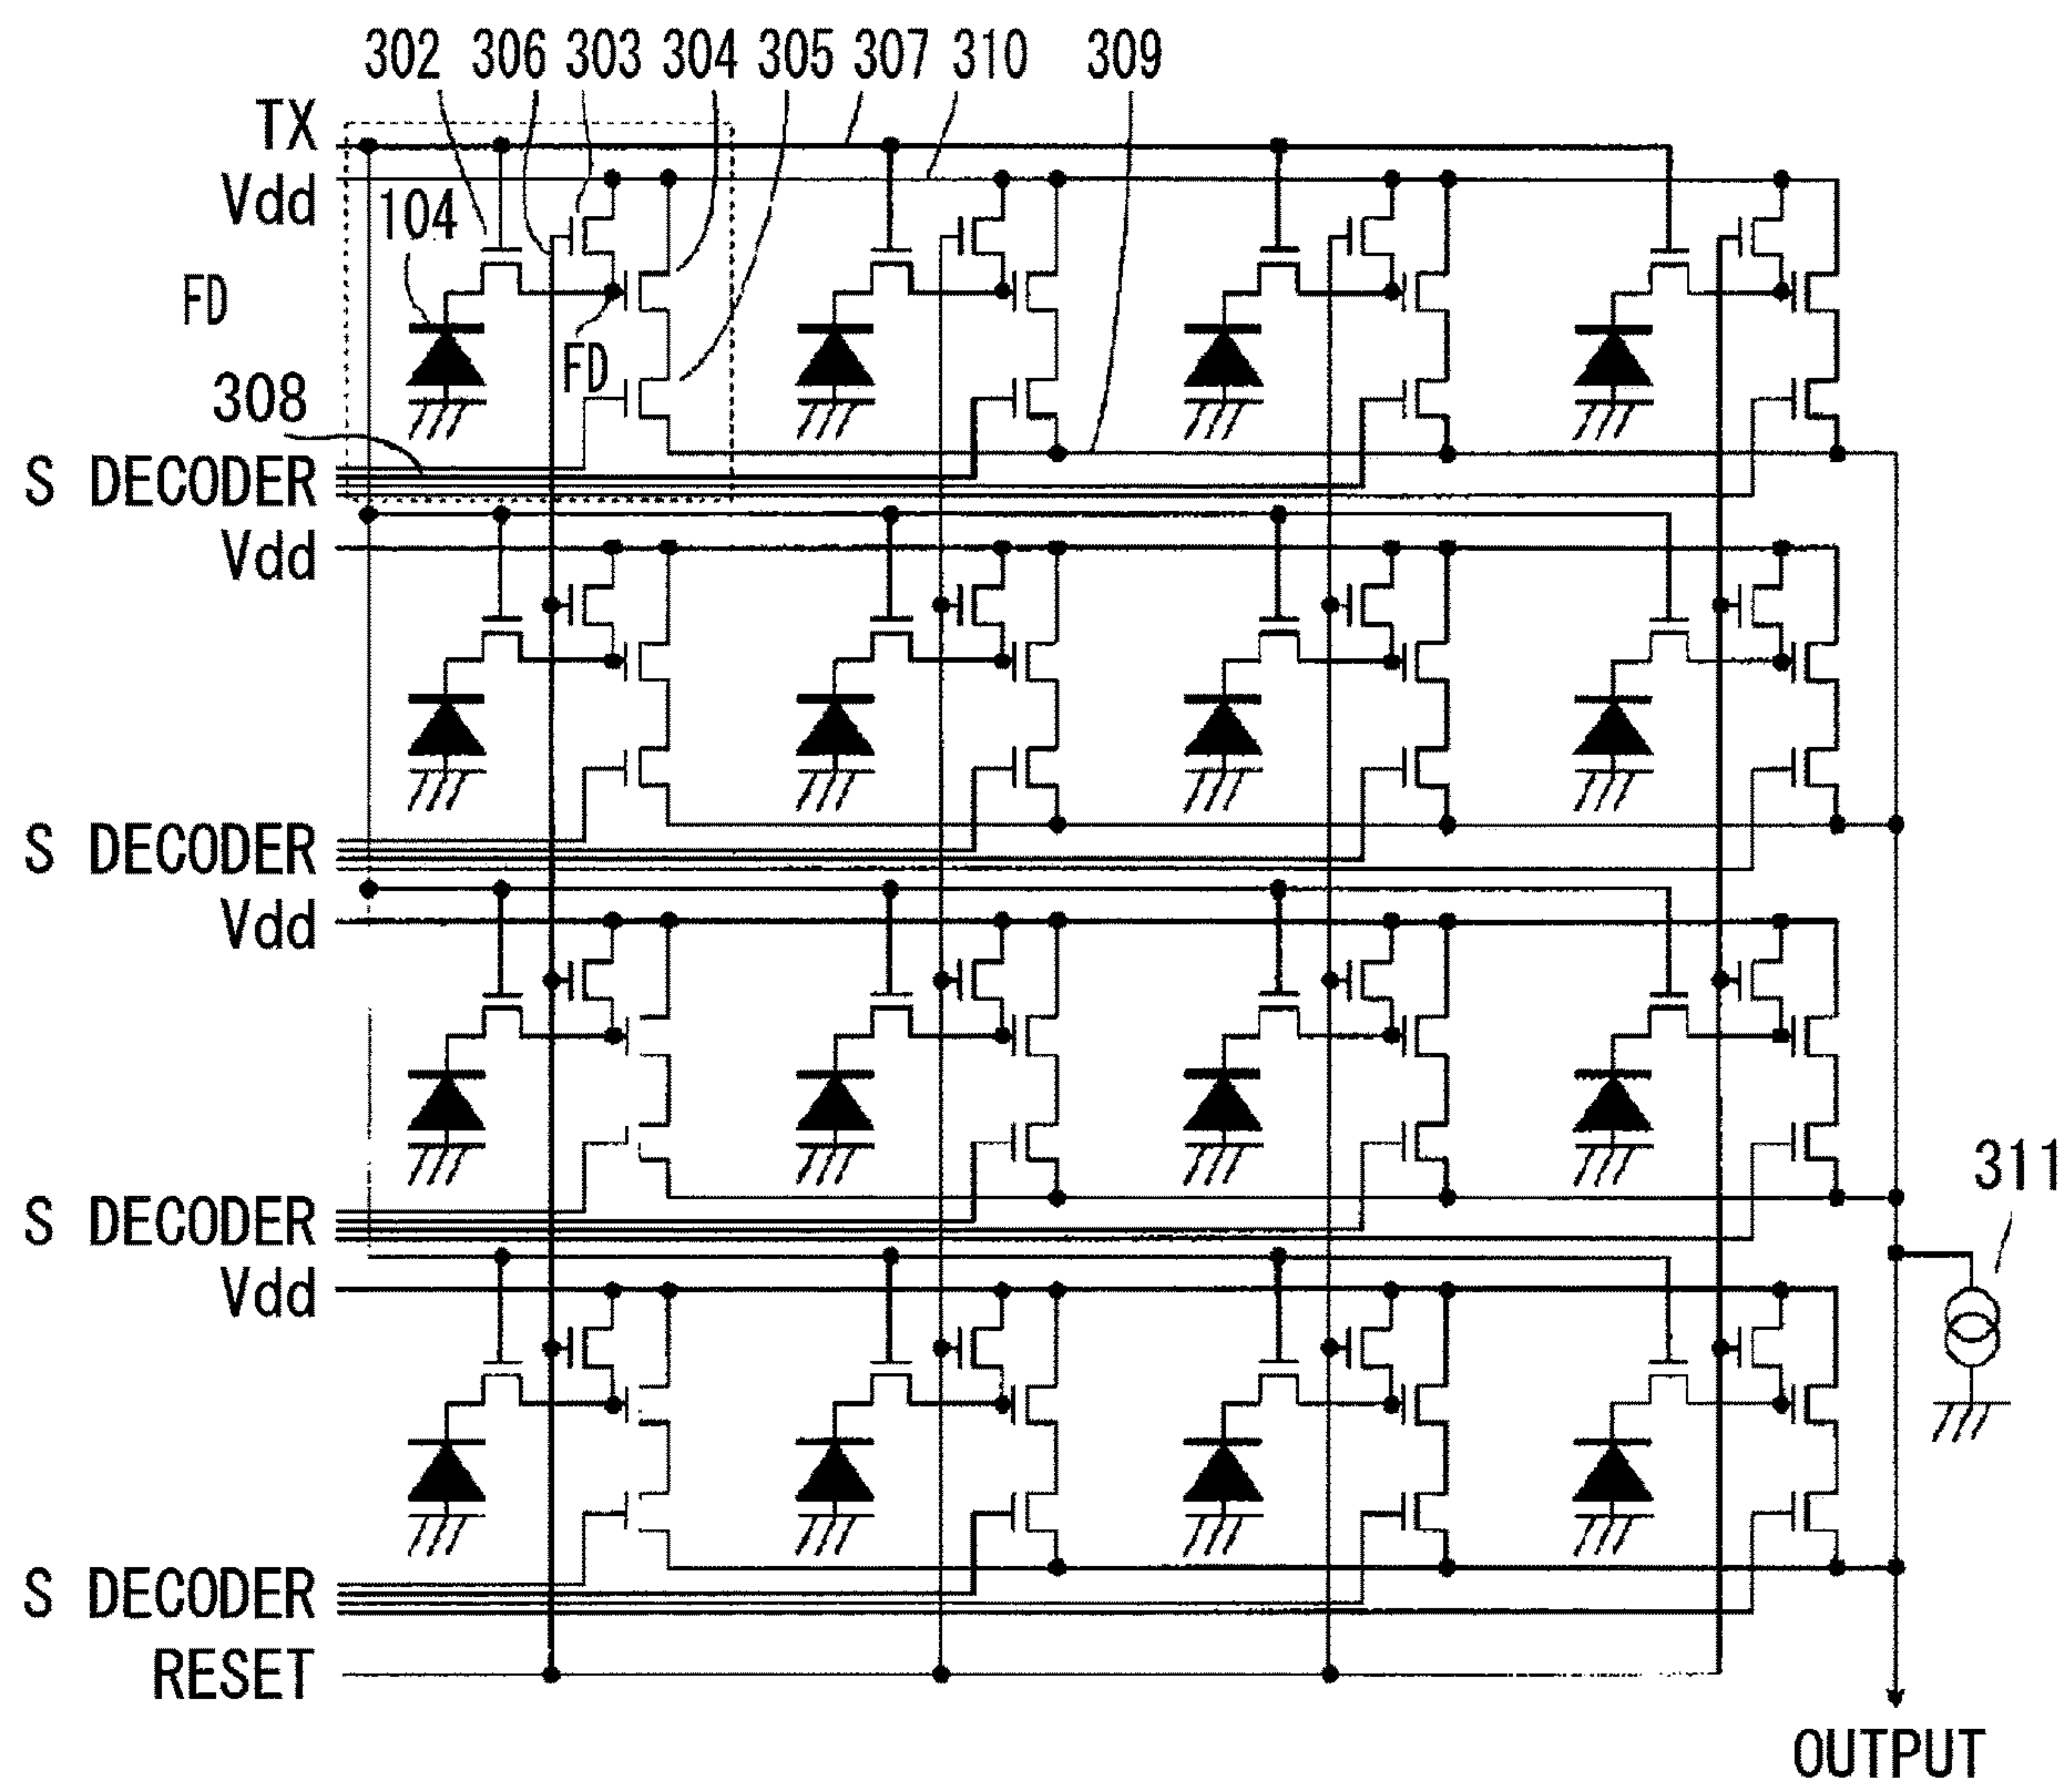 302 306 303 304 305 307 310 309
TX
Vdd
104
FD
FD
308
S DECODER
Vdd
S DECODER
Vdd
311
S DECODER
Vdd
S DECODER
RESET
OUTPUT